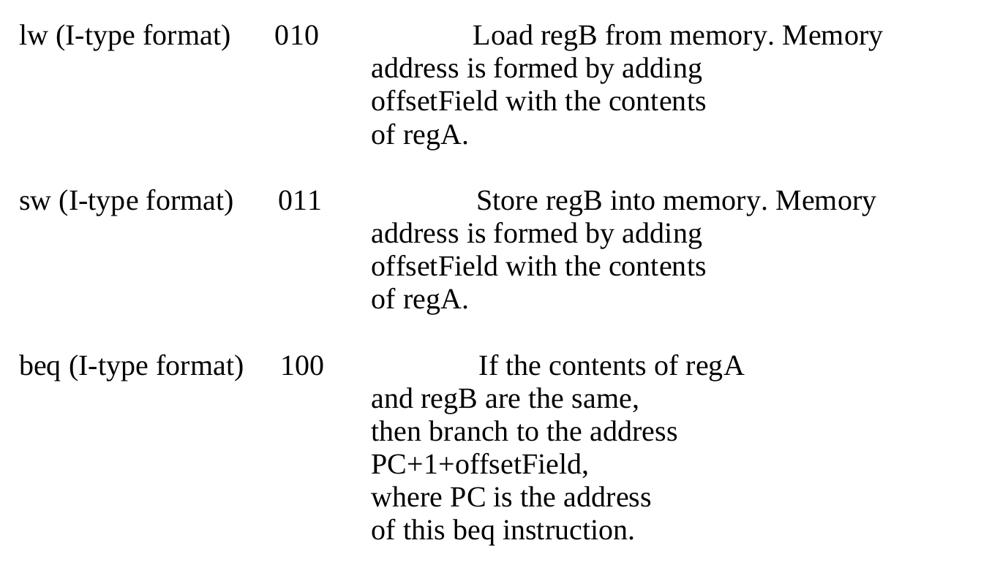 lw (I-type format) 010 Load regB from memory. Memory
address is formed by adding
offsetField with the contents
of regA.
sw (I-type format) 011 Store regB into memory. Memory
address is formed by adding
offsetField with the contents
of regA.
beq (I-type format) 100 If the contents of regA
and regB are the same,
then branch to the address
PC+1+offsetField,
where PC is the address
of this beq instruction.